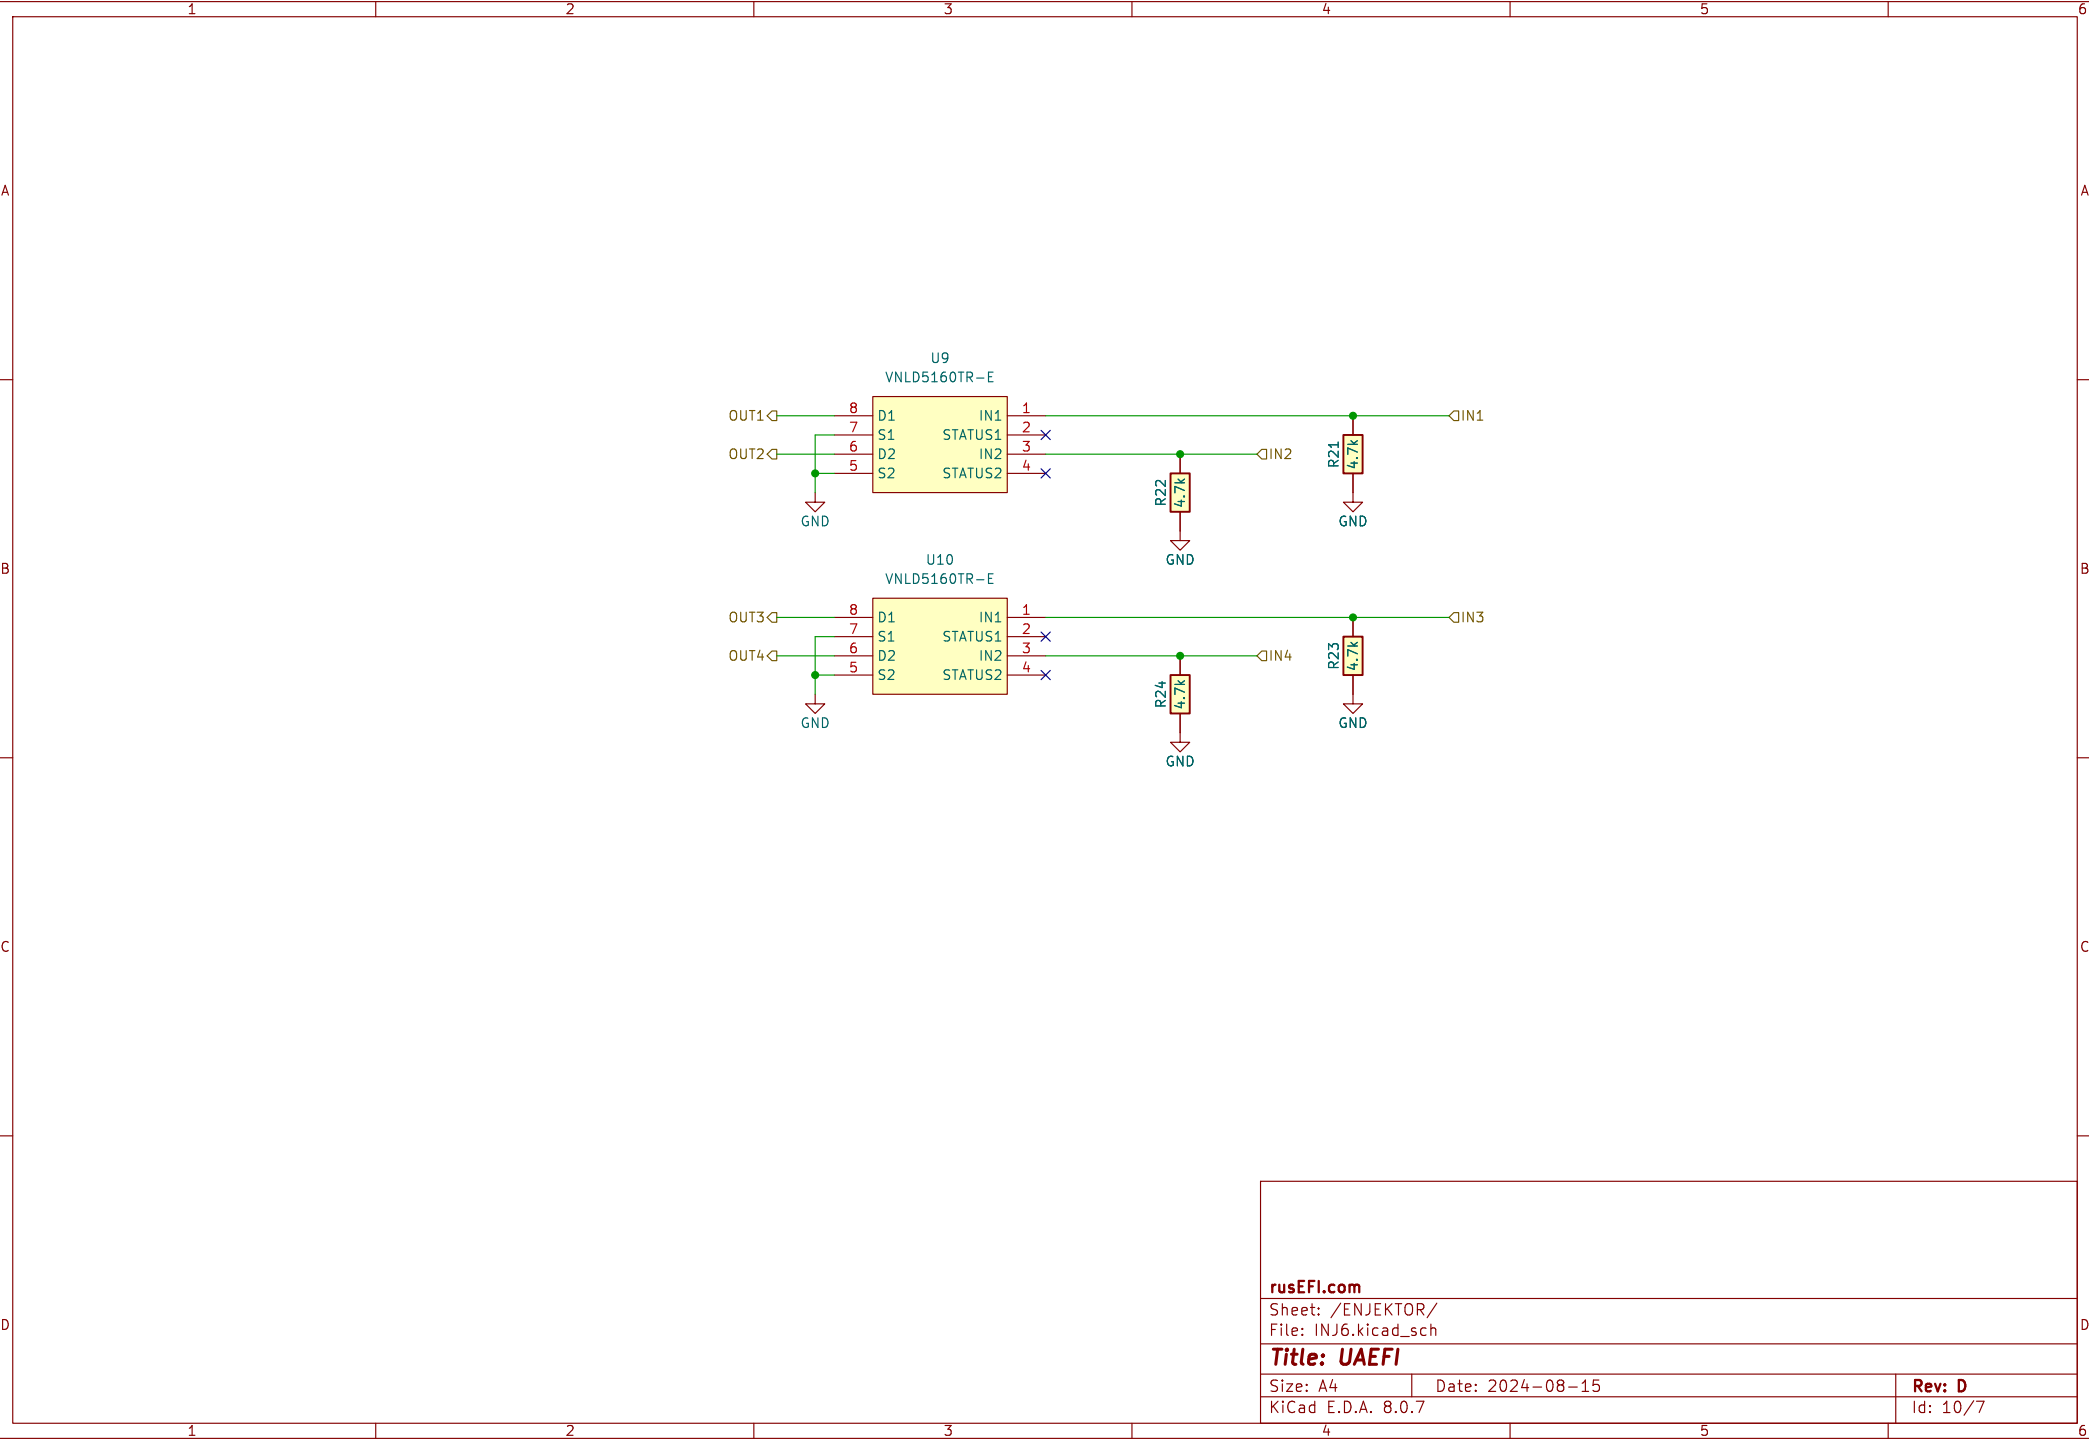 1 2 3 4 5 6
A A
U9
VNLD5160TR-E
OUT1 8 D1 IN1 1 IN1
7 S1 STATUS1 2
OUT2 6 D2 IN2 3 IN2
5 S2 STATUS2 4
R21 4.7k
R22 4.7k
GND GND
GND
U10
VNLD5160TR-E
B B
OUT3 8 D1 IN1 1 IN3
7 S1 STATUS1 2
OUT4 6 D2 IN2 3 IN4
5 S2 STATUS2 4
R23 4.7k
R24 4.7k
GND GND
GND
C C
rusEFI.com
Sheet: /ENJEKTOR/
File: INJ6.kicad_sch
D D
Title: UAEFI
Size: A4 Date: 2024-08-15 Rev: D
KiCad E.D.A. 8.0.7 Id: 10/7
1 2 3 4 5 6